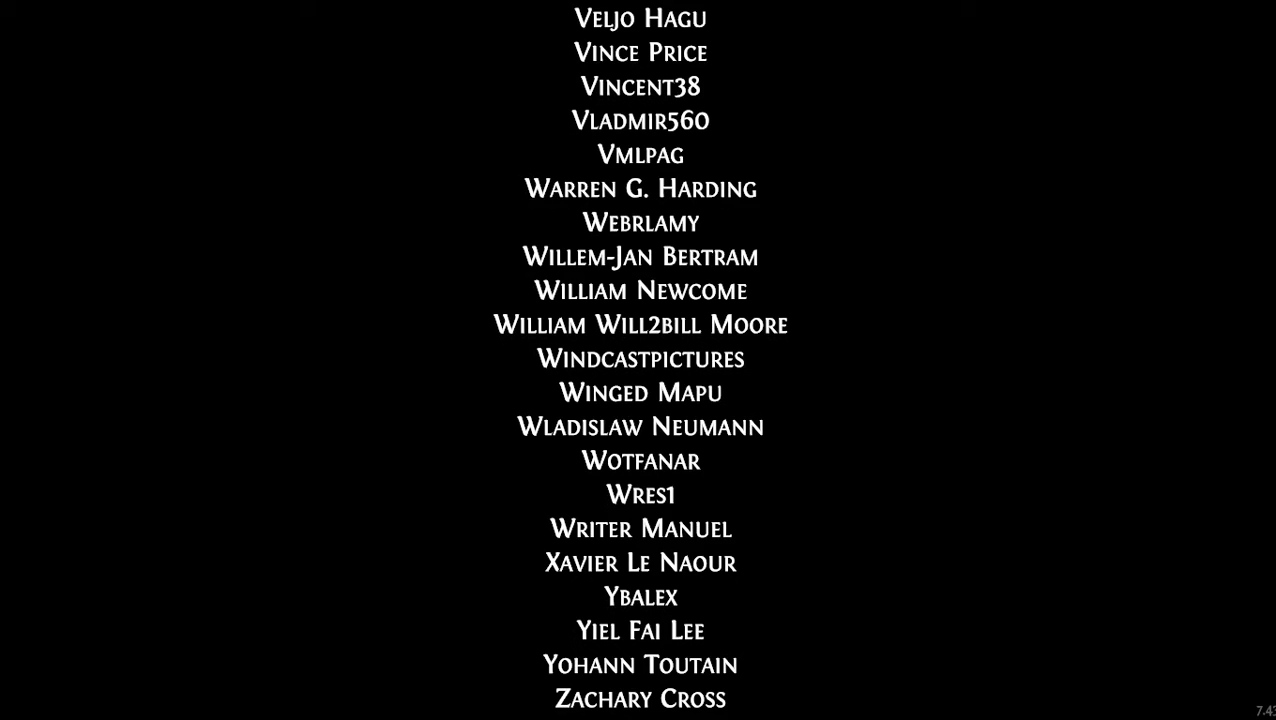 Veljo Hagu
Vince Price
Vincent38
Vladmir560
Vmlpag
Warren G. Harding
Webrlamy
Willem-Jan Bertram
William Newcome
William Will2bill Moore
Windcastpictures
Winged Mapu
Wladislaw Neumann
Wotfanar
Wres1
Writer Manuel
Xavier Le Naour
Ybalex
Yiel Fai Lee
Yohann Toutain
Zachary Cross